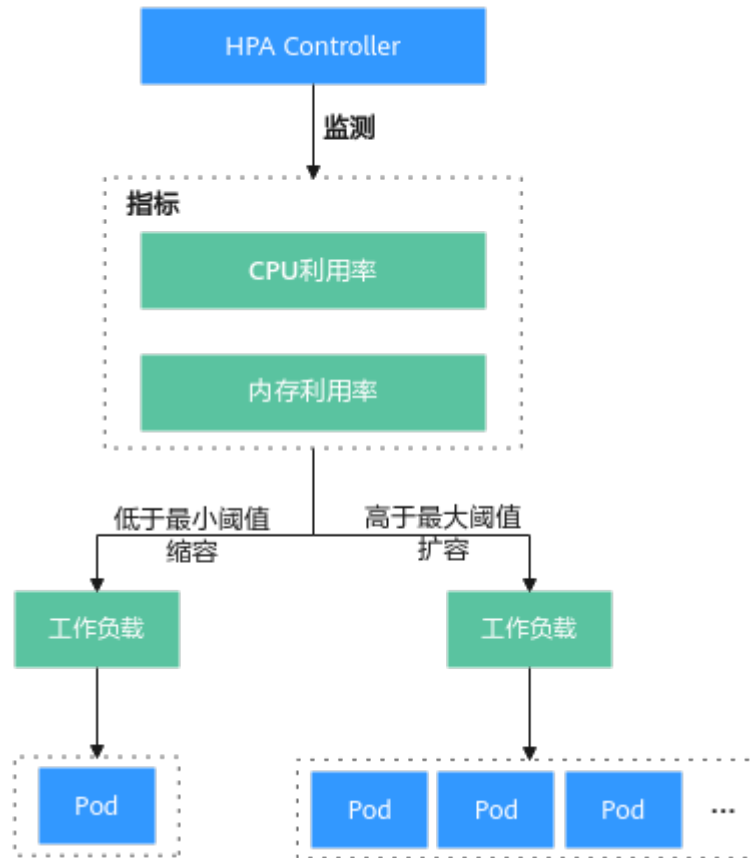 HPA Controller
监测
指标
CPU利用率
内存利用率
低于最小阈值
缩容
高于最大阈值
扩容
工作负载
工作负载
Pod
Pod
Pod
Pod
...